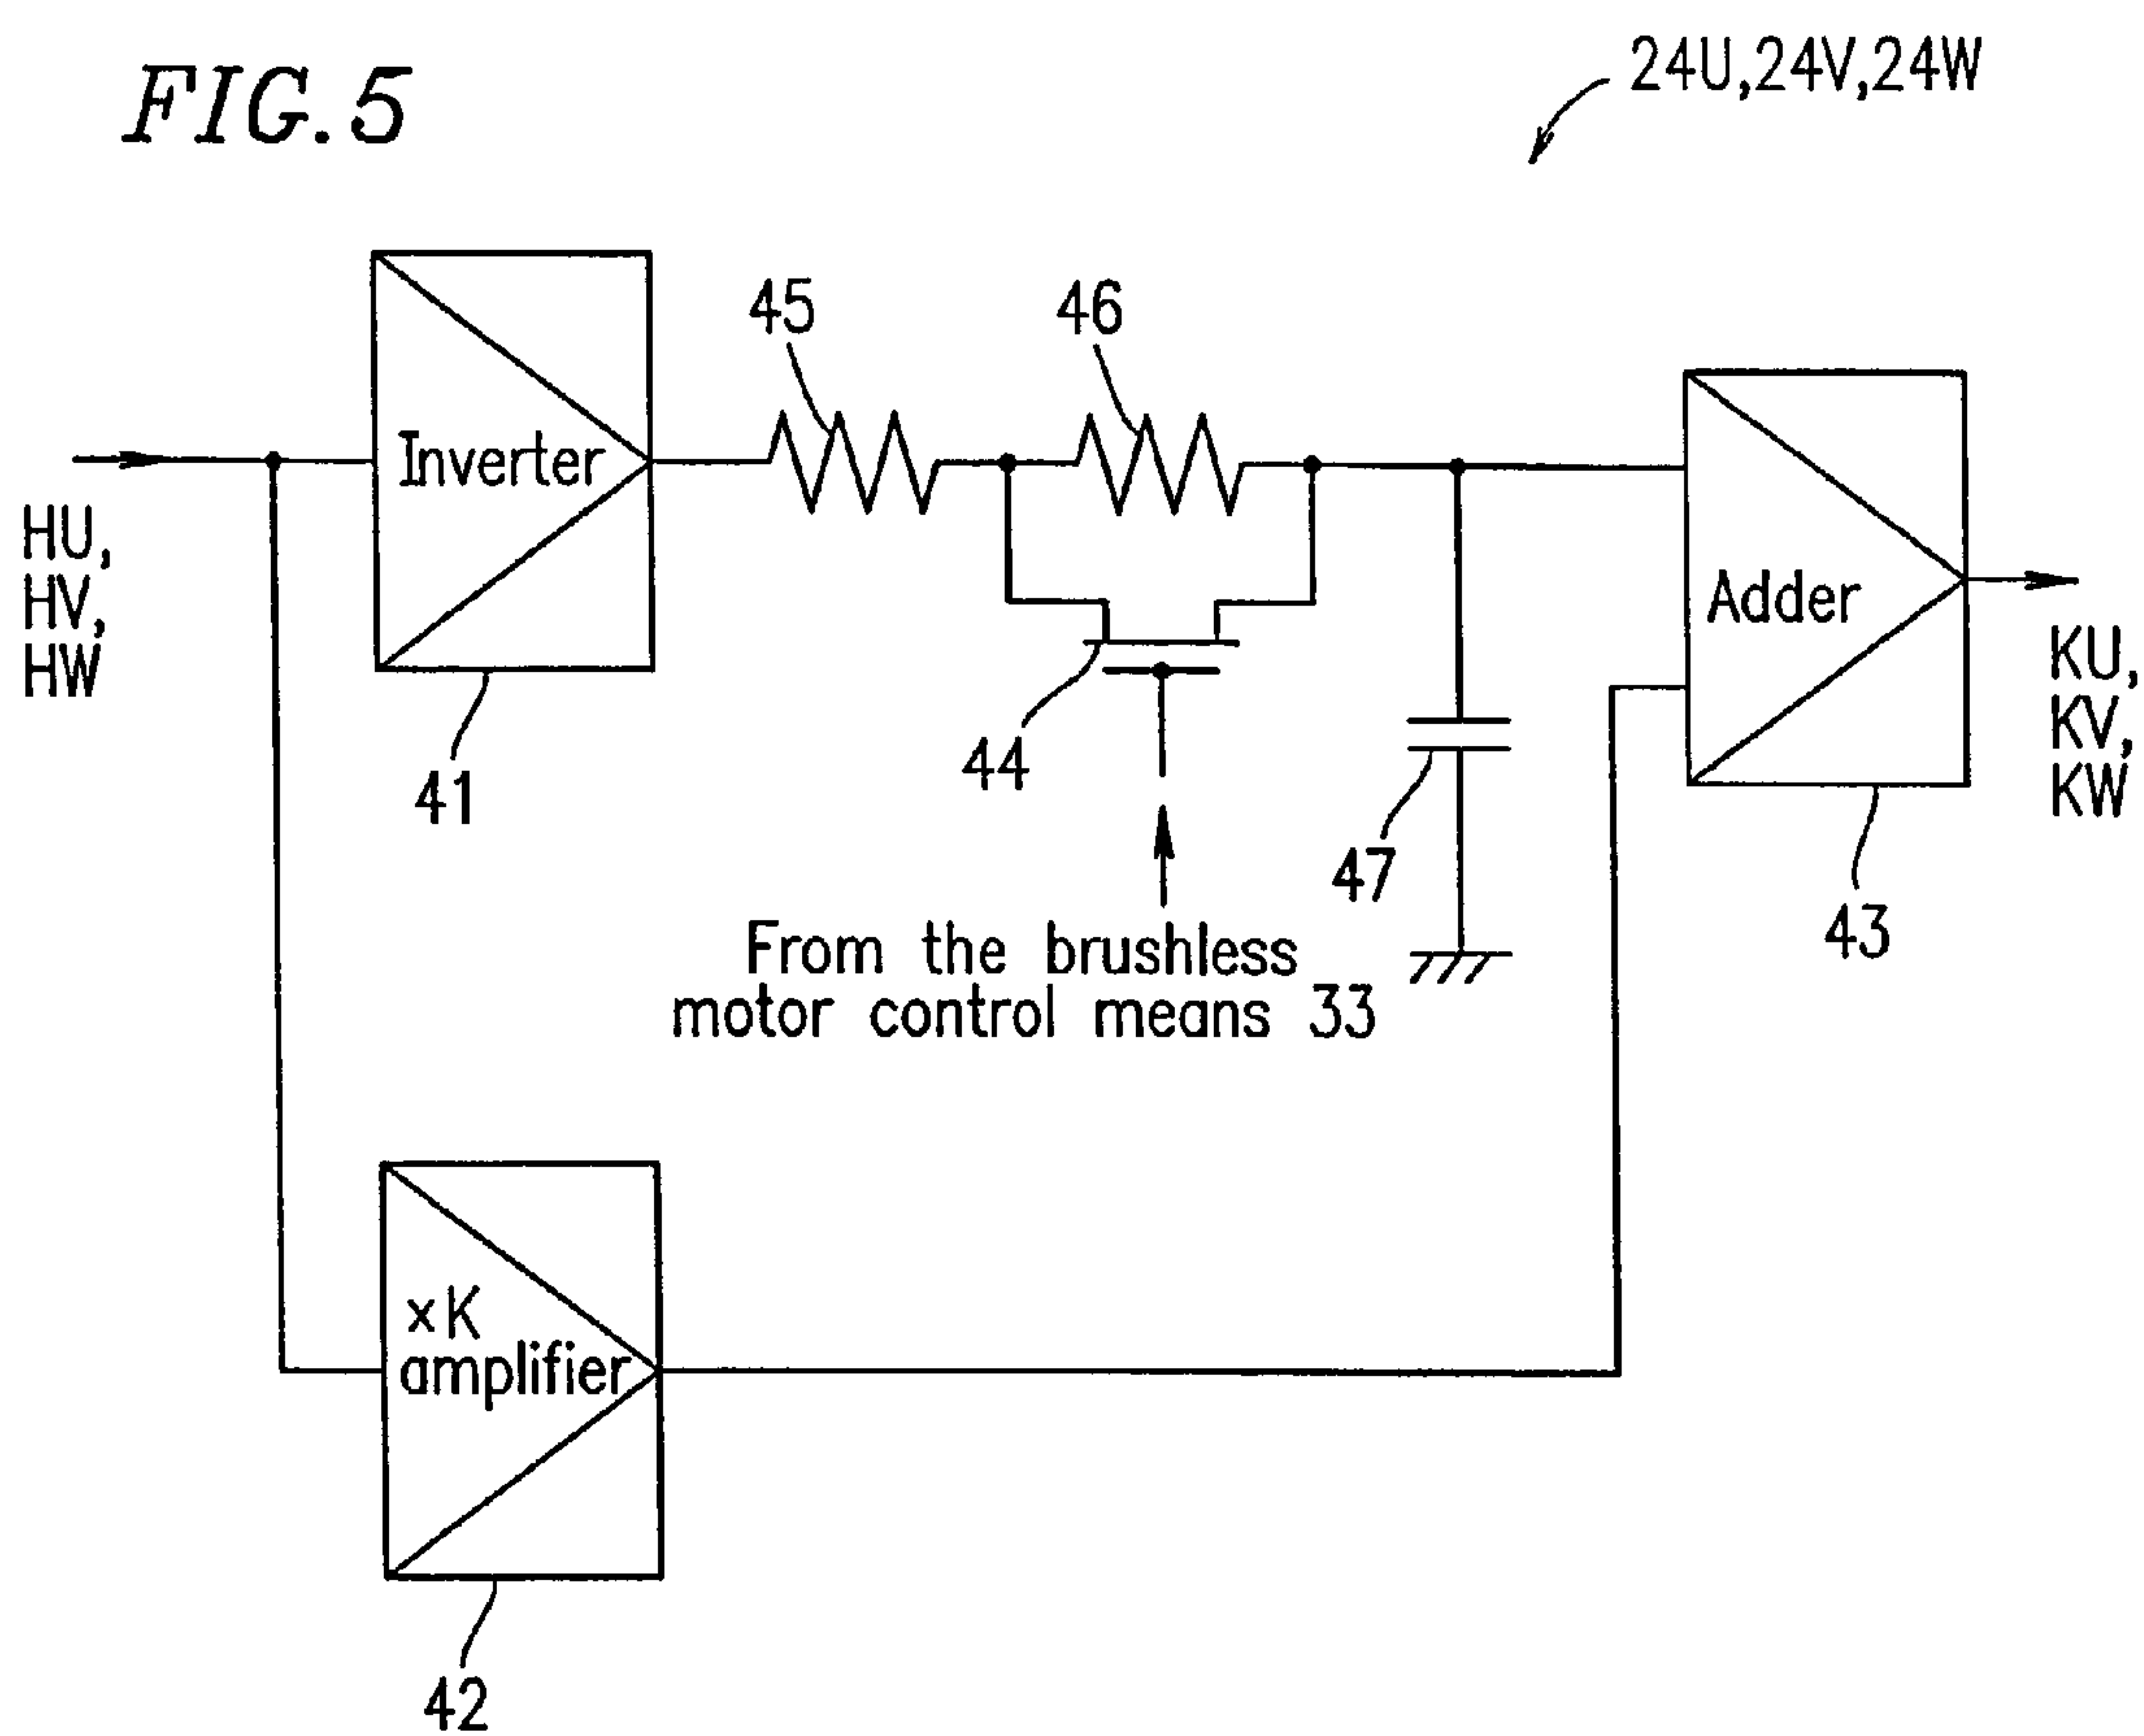 FIG.5
24U,24V,24W
45
46
Inverter
HU,
HV,
HW
Adder
KU,
KV,
KW
41
44
47
43
From the brushless
motor control means 33
xK
amplifier
42